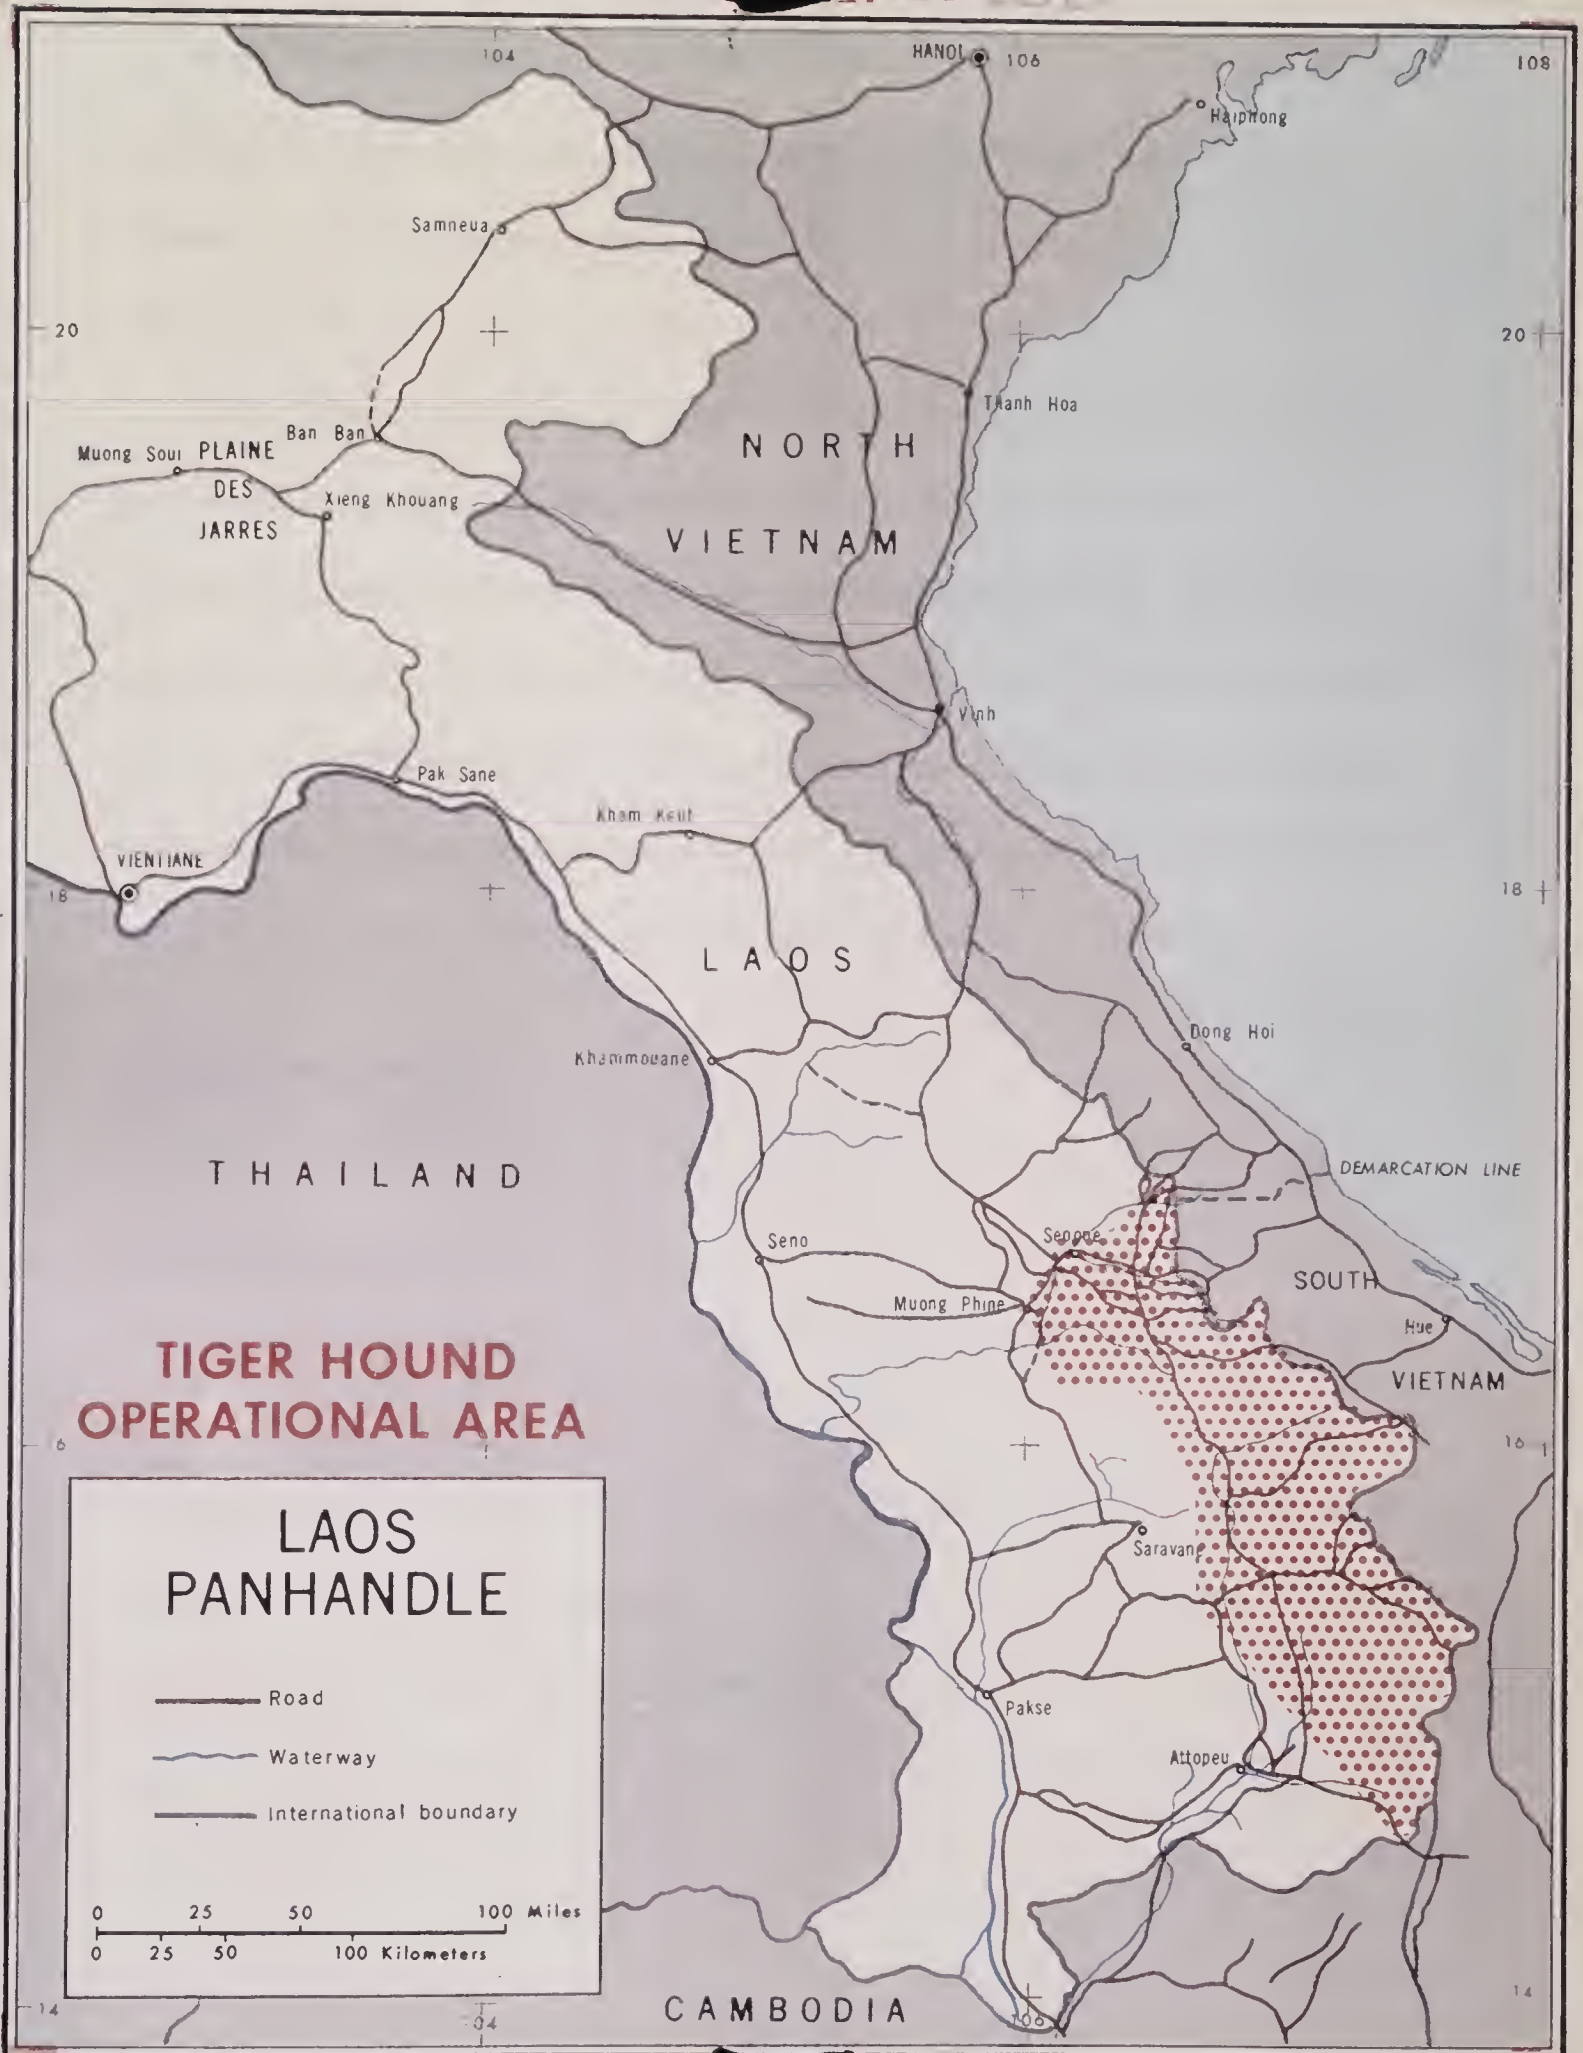 104
HANOI
106
108
Haiphong
Samneua
20
20
Thanh Hoa
Ban Ban
NORTH
Muong Soui
PLAINE
DES
JARRES
Xieng Khouang
VIETNAM
Vinh
Pak Sane
Kham Keut
VIENTIANE
18
18
LAOS
Dong Hoi
Khammouane
THAILAND
DEMARCATION LINE
Seno
Sepone
SOUTH
Muong Phine
Hue
TIGER HOUND
OPERATIONAL AREA
VIETNAM
6
16
LAOS
PANHANDLE
Saravan
Road
Pakse
Waterway
Attopeu
International boundary
0 25 50 100 Miles
0 25 50 100 Kilometers
14
14
CAMBODIA
04
106